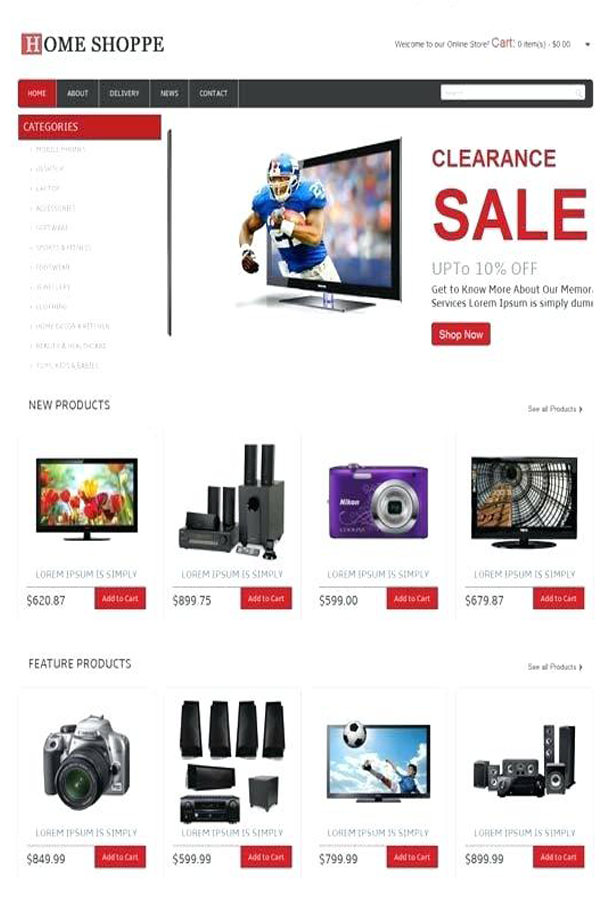 HOME SHOPPE
Welcome to our Online Store! Cart: 0 item(s) - $0.00
HOME ABOUT DELIVERY NEWS CONTACT
CATEGORIES
MOBILE PHONES
DESKTOP
LAPTOP
ACCESSORIES
SOFTWARE
SPORTS & FITNESS
FOOTWEAR
JEWELLERY
CLOTHING
HOME DECOR & KITCHEN
BEAUTY & HEALTHCARE
TOYS, KIDS & BABIES
CLEARANCE
SALE
UPTo 10% OFF
Get to Know More About Our Memor
Services Lorem Ipsum is simply dum
Shop Now
NEW PRODUCTS
See all Products
Nikon
COOLPIX
LOREM IPSUM IS SIMPLY LOREM IPSUM IS SIMPLY LOREM IPSUM IS SIMPLY LOREM IPSUM IS SIMPLY
$620.87 Add to Cart $899.75 Add to Cart $599.00 Add to Cart $679.87 Add to Cart
FEATURE PRODUCTS
See all Products
LOREM IPSUM IS SIMPLY LOREM IPSUM IS SIMPLY LOREM IPSUM IS SIMPLY LOREM IPSUM IS SIMPLY
$849.99 Add to Cart $599.99 Add to Cart $799.99 Add to Cart $899.99 Add to Cart